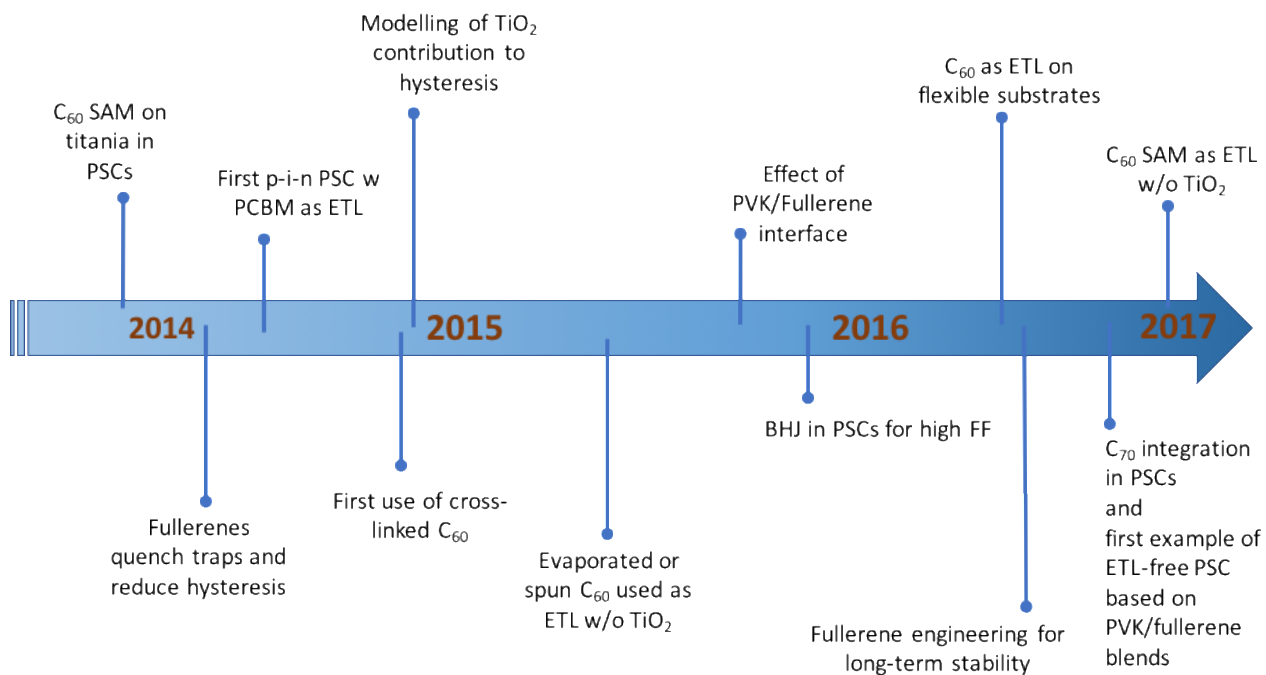 Modelling of TiO₂
contribution to
hysteresis
C₆₀ as ETL on
flexible substrates
C₆₀ SAM on
titania in
PSCs
First p-i-n PSC w
PCBM as ETL
Effect of
PVK/Fullerene
interface
C₆₀ SAM as ETL
w/o TiO₂
2014
2015
2016
2017
Fullerenes
quench traps and
reduce hysteresis
First use of cross-
linked C₆₀
Evaporated or
spun C₆₀ used as
ETL w/o TiO₂
BHJ in PSCs for high FF
Fullerene engineering for
long-term stability
C₇₀ integration
in PSCs
and
first example of
ETL-free PSC
based on
PVK/fullerene
blends